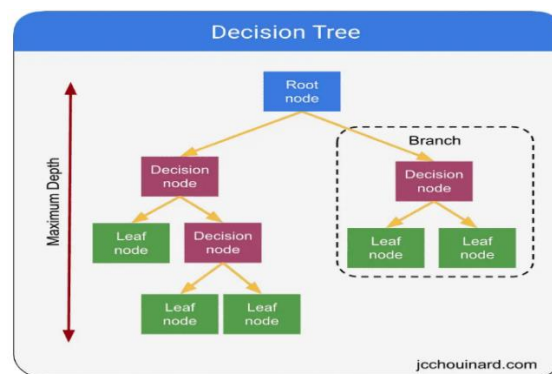 Decision Tree
Root
node
Branch
Maximum Depth
Decision
node
Decision
node
Leaf
node
Decision
node
Leaf
node
Leaf
node
Leaf
node
Leaf
node
jcchouinard.com